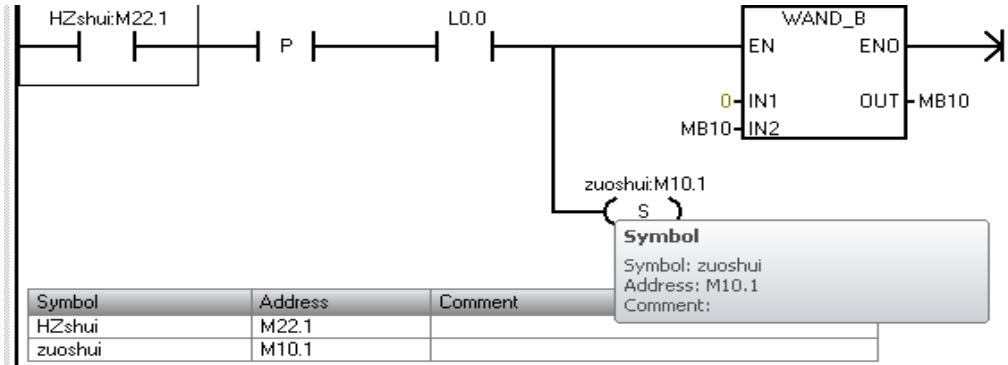 HZshui:M22.1
P
L0.0
WAND_B
EN ENO
0 IN1 OUT MB10
MB10 IN2
zuoshui:M10.1
S
Symbol
Symbol: zuoshui
Address: M10.1
Comment:
Symbol Address Comment
HZshui M22.1
zuoshui M10.1